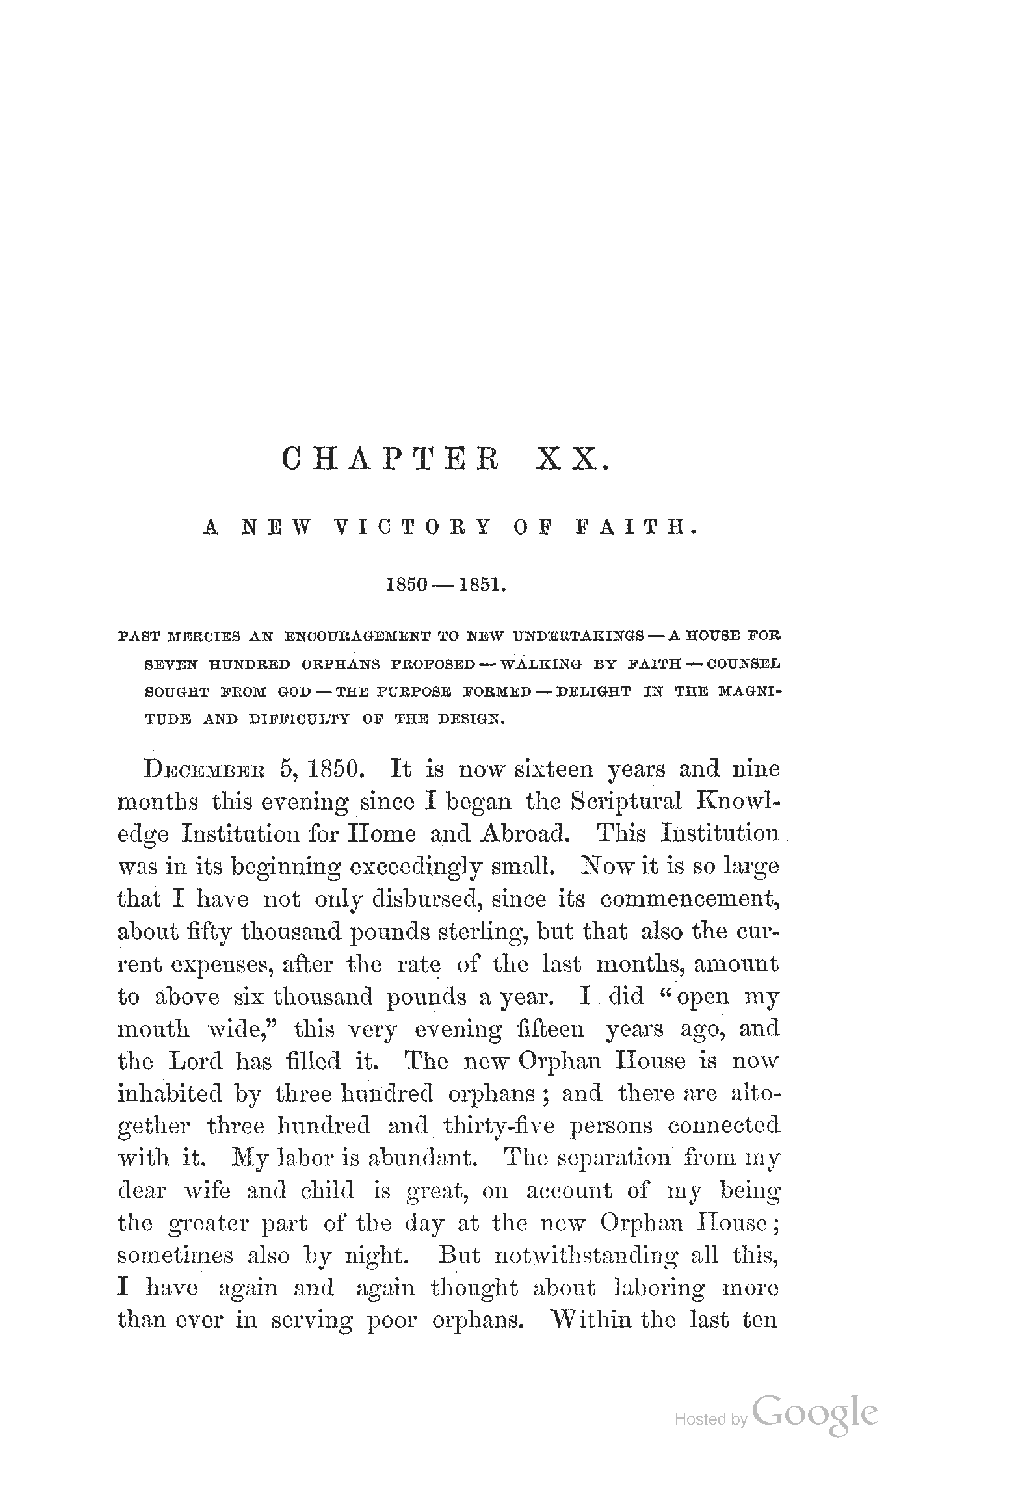 CHAPTER XX.
A NEW VICTORY OF FAITH.
1850—1851.
PAST MERCIES AN ENCOURAGEMENT TO NEW UNDERTAKINGS—A HOUSE FOR
SEVEN HUNDRED ORPHANS PROPOSED—WALKING BY FAITH—COUNSEL
SOUGHT FROM GOD—THE PURPOSE FORMED—DELIGHT IN THE MAGNI-
TUDE AND DIFFICULTY OF THE DESIGN.
DECEMBER 5, 1850. It is now sixteen years and nine
months this evening since I began the Scriptural Knowl-
edge Institution for Home and Abroad. This Institution
was in its beginning exceedingly small. Now it is so large
that I have not only disbursed, since its commencement,
about fifty thousand pounds sterling, but that also the cur-
rent expenses, after the rate of the last months, amount
to above six thousand pounds a year. I did “open my
mouth wide,” this very evening fifteen years ago, and
the Lord has filled it. The new Orphan House is now
inhabited by three hundred orphans; and there are alto-
gether three hundred and thirty-five persons connected
with it. My labor is abundant. The separation from my
dear wife and child is great, on account of my being
the greater part of the day at the new Orphan House;
sometimes also by night. But notwithstanding all this,
I have again and again thought about laboring more
than ever in serving poor orphans. Within the last ten
Hosted by Google